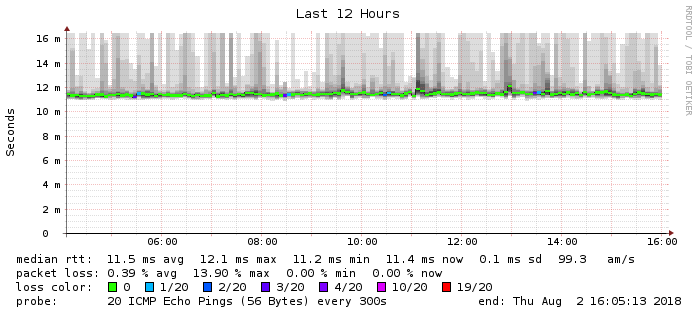 Last 12 Hours
RRDTOOL / TOBI OETIKER
Seconds
16 m
14 m
12 m
10 m
8 m
6 m
4 m
2 m
0
06:00 08:00 10:00 12:00 14:00 16:00
median rtt: 11.5 ms avg 12.1 ms max 11.2 ms min 11.4 ms now 0.1 ms sd 99.3 am/s
packet loss: 0.39 % avg 13.90 % max 0.00 % min 0.00 % now
loss color: 0 1/20 2/20 3/20 4/20 10/20 19/20
probe: 20 ICMP Echo Pings (56 Bytes) every 300s end: Thu Aug 2 16:05:13 2018